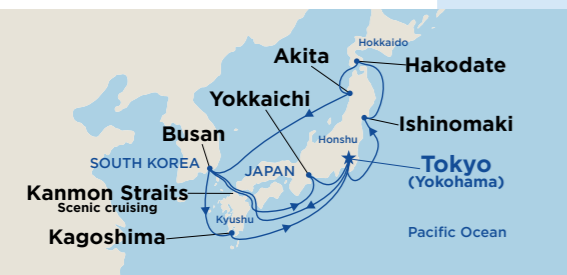 Hokkaido
Akita
Hakodate
Yokkaichi
Ishinomaki
Busan
Honshu
SOUTH KOREA
JAPAN
Tokyo
(Yokohama)
Kanmon Straits
Scenic cruising
Kyushu
Kagoshima
Pacific Ocean